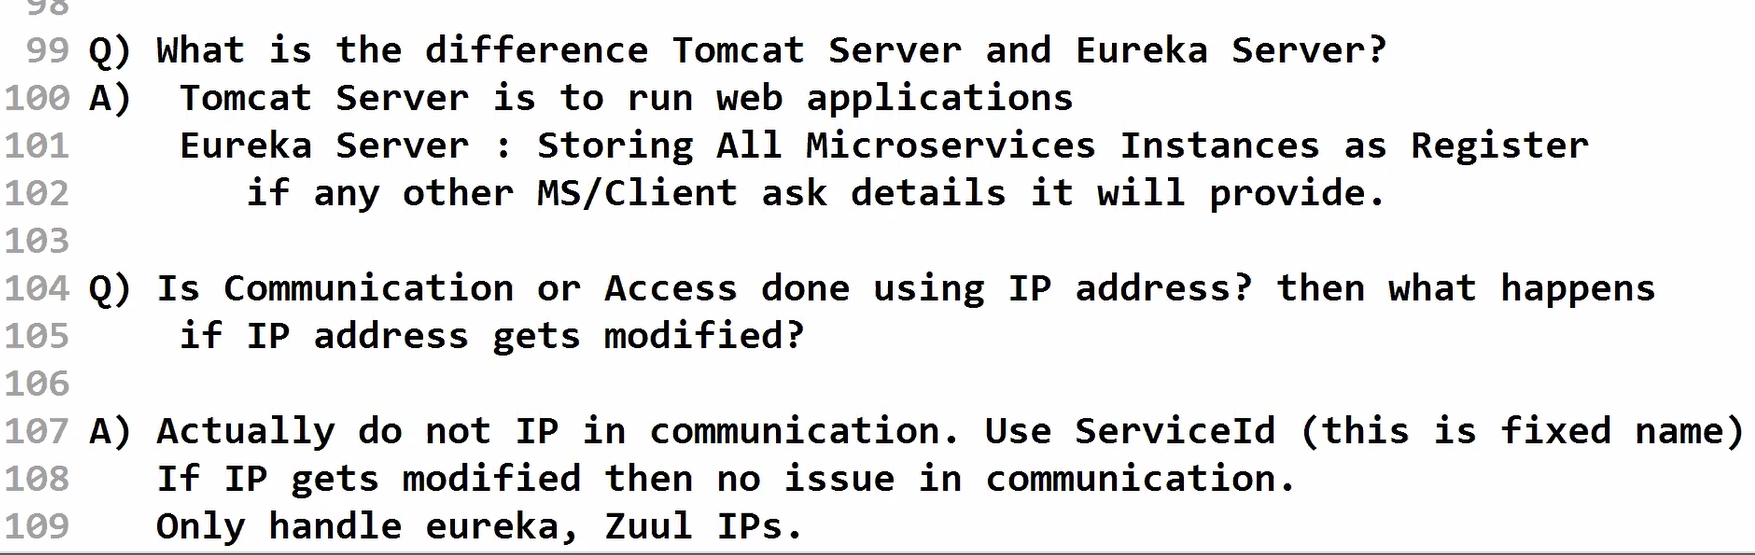 98
99 Q) What is the difference Tomcat Server and Eureka Server?
100 A)  Tomcat Server is to run web applications
101     Eureka Server : Storing All Microservices Instances as Register
102        if any other MS/Client ask details it will provide.
103
104 Q) Is Communication or Access done using IP address? then what happens
105     if IP address gets modified?
106
107 A) Actually do not IP in communication. Use ServiceId (this is fixed name)
108    If IP gets modified then no issue in communication.
109    Only handle eureka, Zuul IPs.